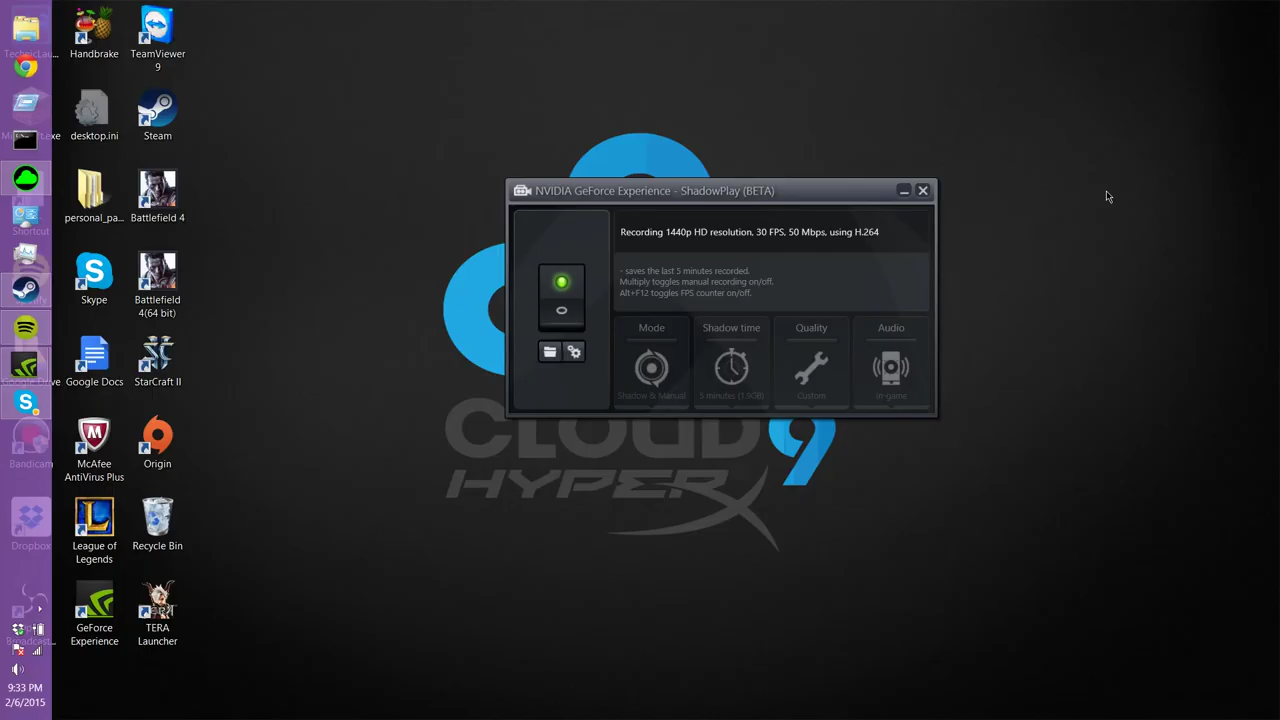 Handbrake
TeamViewer
9
desktop.ini
Steam
personal_pa...
Battlefield 4
Shortcut
Skype
Battlefield
4(64 bit)
Google Docs
StarCraft II
McAfee
AntiVirus Plus
Origin
Bandicam
League of
Legends
Recycle Bin
Dropbox
GeForce
Experience
TERA
Launcher
Broadcast...
9:33 PM
2/6/2015
NVIDIA GeForce Experience - ShadowPlay (BETA)
Recording 1440p HD resolution, 30 FPS, 50 Mbps, using H.264
- saves the last 5 minutes recorded.
Multiply toggles manual recording on/off.
Alt+F12 toggles FPS counter on/off.
Mode
Shadow time
Quality
Audio
Shadow & Manual
5 minutes (1.9GB)
Custom
In-game
CLOUD 9
HYPERX